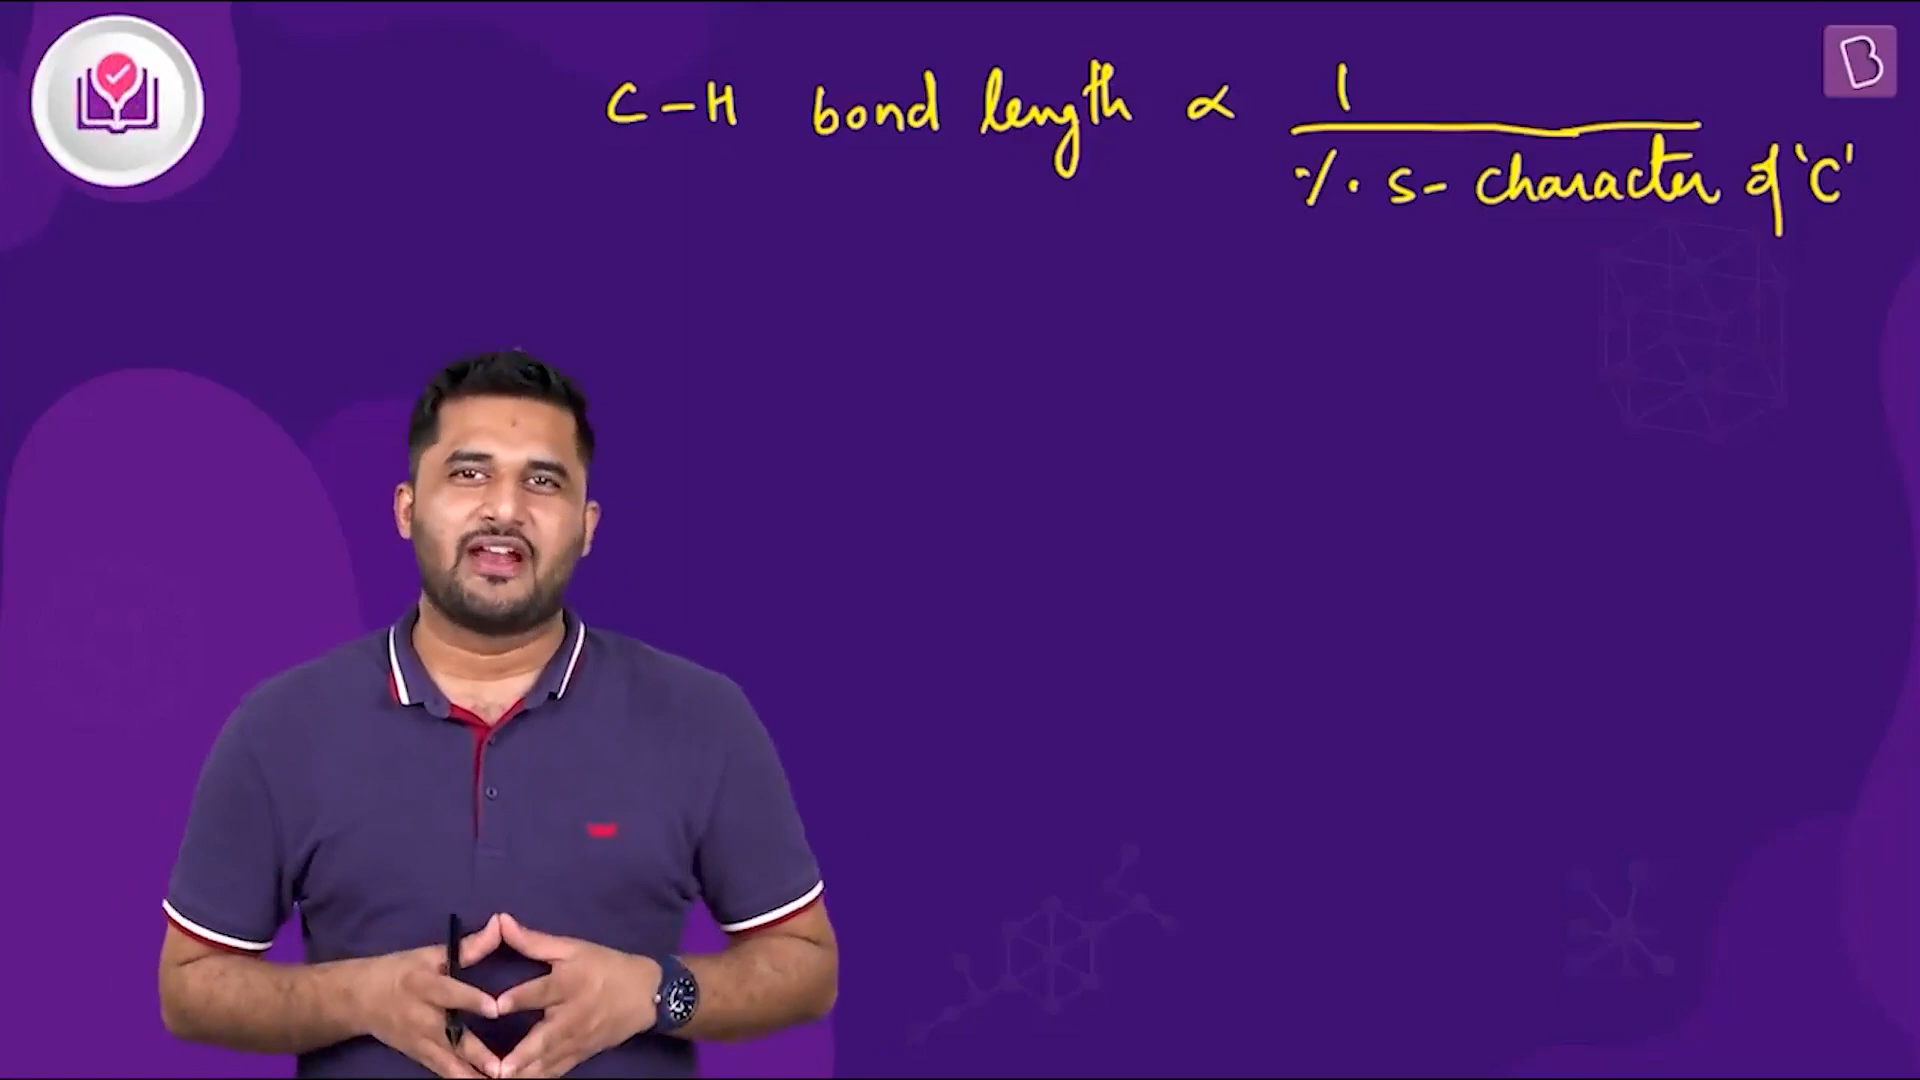 C-H bond length ∝ 1
% s- character of 'C'
B